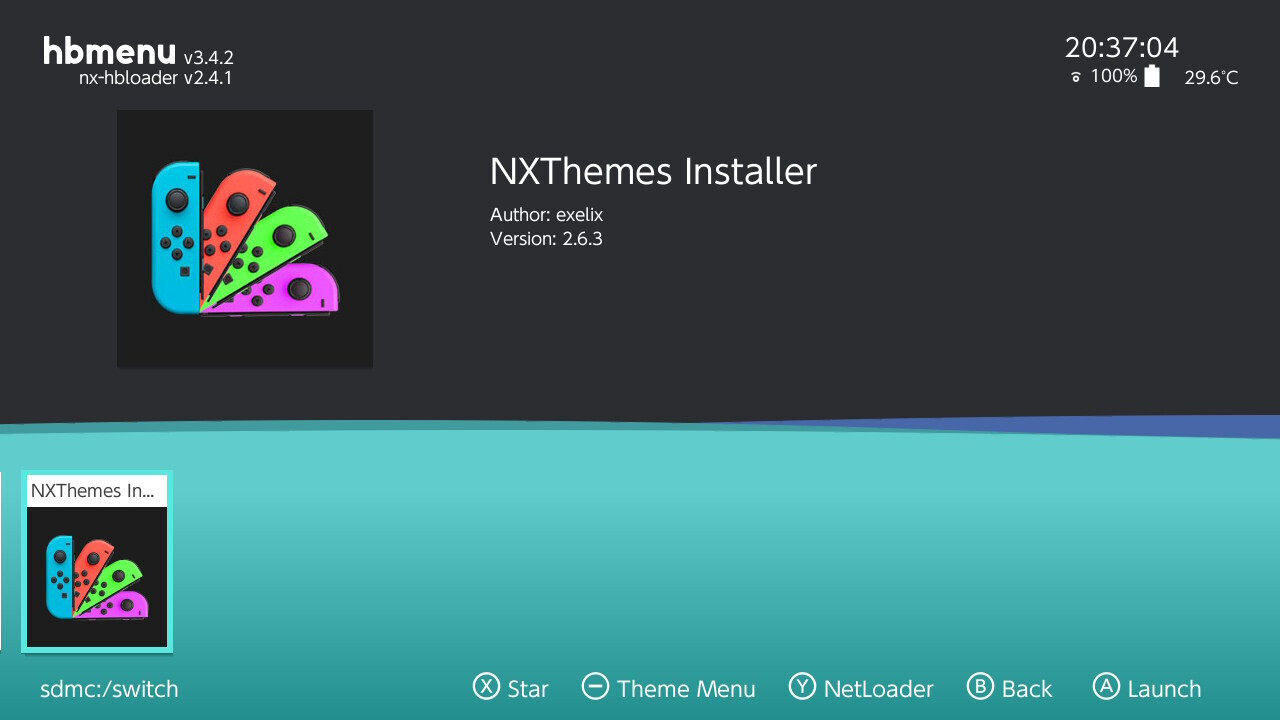 hbmenu v3.4.2
nx-hbloader v2.4.1
20:37:04
100% 29.6°C
NXThemes Installer
Author: exelix
Version: 2.6.3
NXThemes In...
sdmc:/switch
X Star
Theme Menu
Y NetLoader
B Back
A Launch